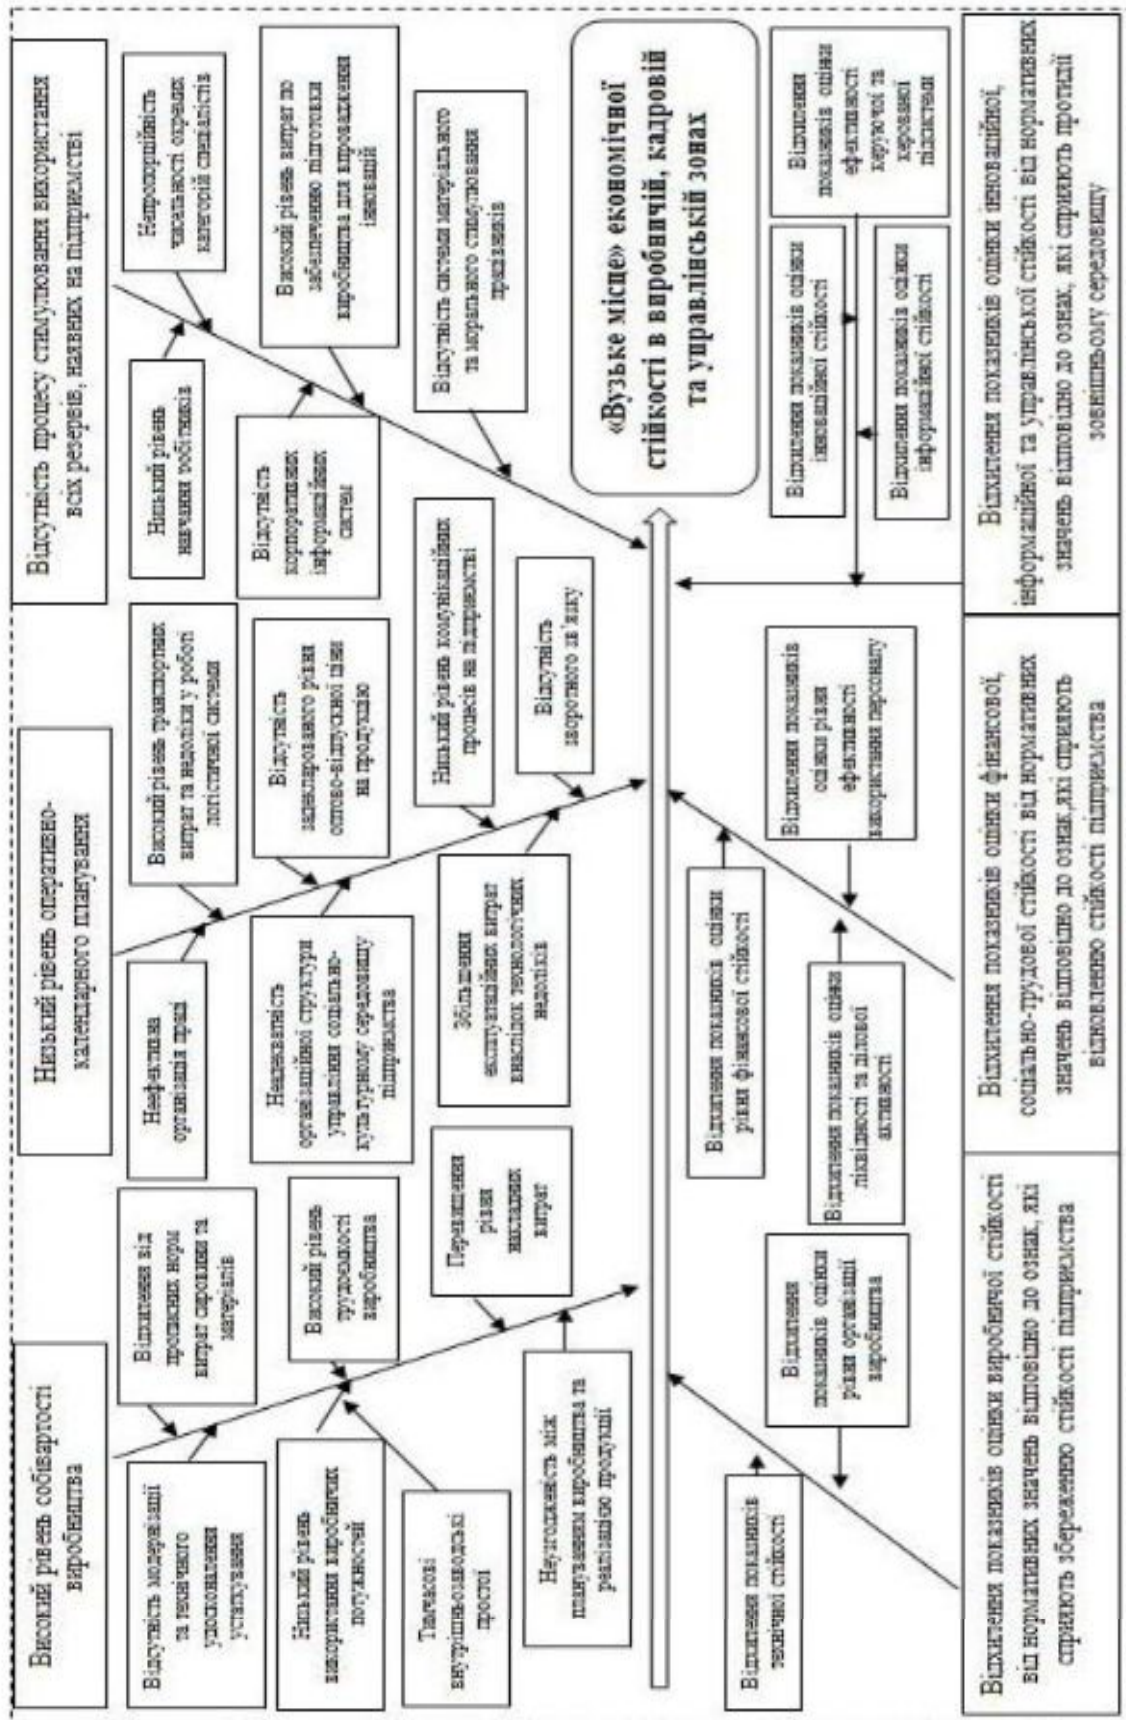 Високий рівень собівартості
виробництва
Низький рівень оперативно-
календарного планування
Відсутність процесу стимулювання використання
всіх резервів, наявних на підприємстві
Відсутність модернізації
та технічного
удосконалення
устаткування
Відхилення від
прописних норм
витрат сировини та
матеріалів
Низький рівень
використання виробничих
потужностей
Високий рівень
трудомісткості
виробництва
Тимчасові
внутрішньозаводські
простої
Перевищення
рівня
накладних
витрат
Неузгодженість між
плануванням виробництва та
реалізацією продукції
Неефективна
організація праці
Високий рівень транспортних
витрат та недоліки у роботі
логістичної системи
Неадекватність
організаційної структури
управління соціально-
культурному середовищу
підприємства
Відсутність
задекларованого рівня
оптово-відпускної ціни
на продукцію
Збільшення
експлуатаційних витрат
внаслідок технологічних
недоліків
Низький рівень комунікаційних
процесів на підприємстві
Відсутність
зворотного зв'язку
Низький рівень
навчання робітників
Непропорційність
чисельності окремих
категорій спеціалістів
Відсутність
корпоративних
інформаційних
систем
Високий рівень витрат по
забезпеченню підготовки
виробництва для впровадження
інновацій
Відсутність системи матеріального
та морального стимулювання
працівників
«Вузьке місце» економічної
стійкості в виробничій, кадровій
та управлінській зонах
Відхилення показників
технічної стійкості
Відхилення
показників оцінки
рівня організації
виробництва
Відхилення показників оцінки
рівня фінансової стійкості
Відхилення показників оцінки
ліквідності та ділової
активності
Відхилення показників
оцінки рівня
ефективності
використання персоналу
Відхилення показників оцінки
інноваційної стійкості
Відхилення показників оцінки
інформаційної стійкості
Відхилення
показників оцінки
ефективності
керуючої та
керованої
підсистеми
Відхилення показників оцінки виробничої стійкості
від нормативних значень відповідно до ознак, які
сприяють збереженню стійкості підприємства
Відхилення показників оцінки фінансової,
соціально-трудової стійкості від нормативних
значень відповідно до ознак,які сприяють
відновленню стійкості підприємства
Відхилення показників оцінки інноваційної,
інформаційної та управлінської стійкості від нормативних
значень відповідно до ознак, які сприяють протидії
зовнішньому середовищу